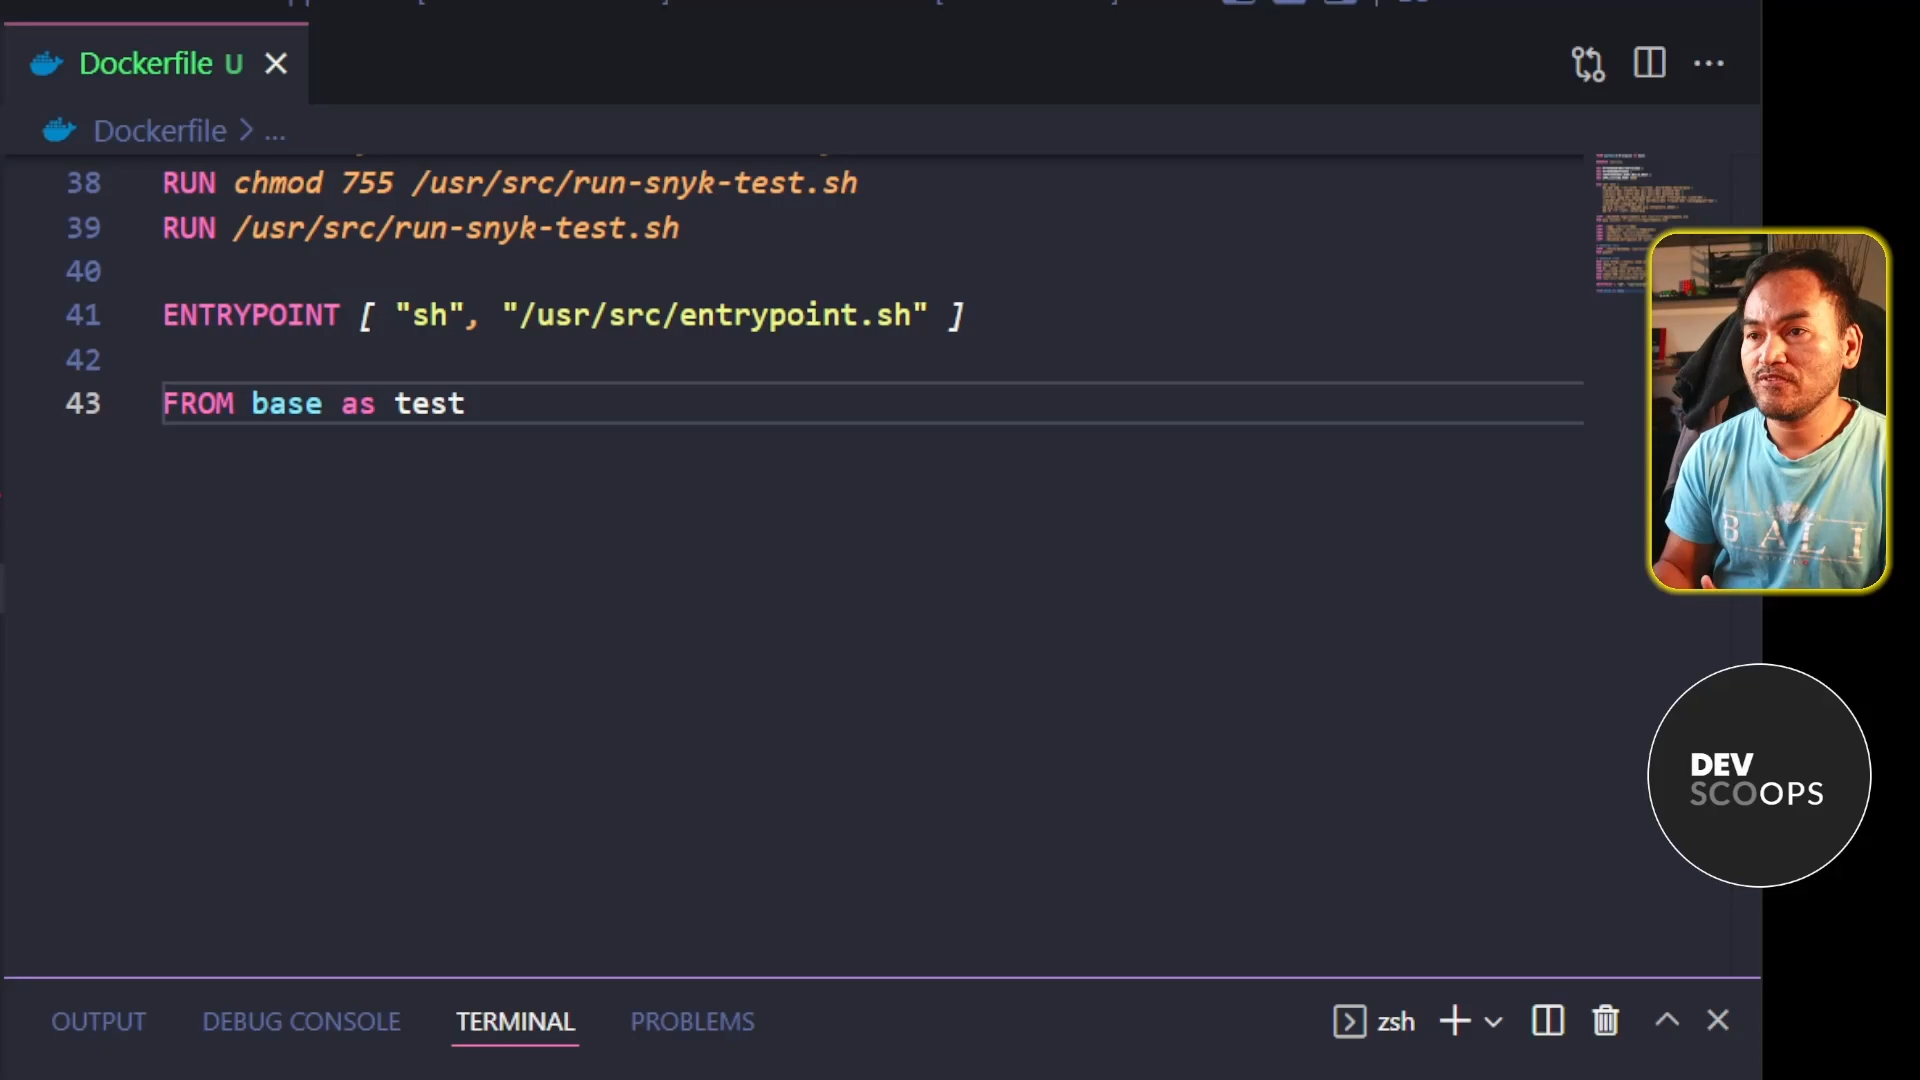 Dockerfile U
Dockerfile > ...
38 RUN chmod 755 /usr/src/run-snyk-test.sh
39 RUN /usr/src/run-snyk-test.sh
40
41 ENTRYPOINT [ "sh", "/usr/src/entrypoint.sh" ]
42
43 FROM base as test
BALI
DEV
SCOOPS
OUTPUT DEBUG CONSOLE TERMINAL PROBLEMS zsh